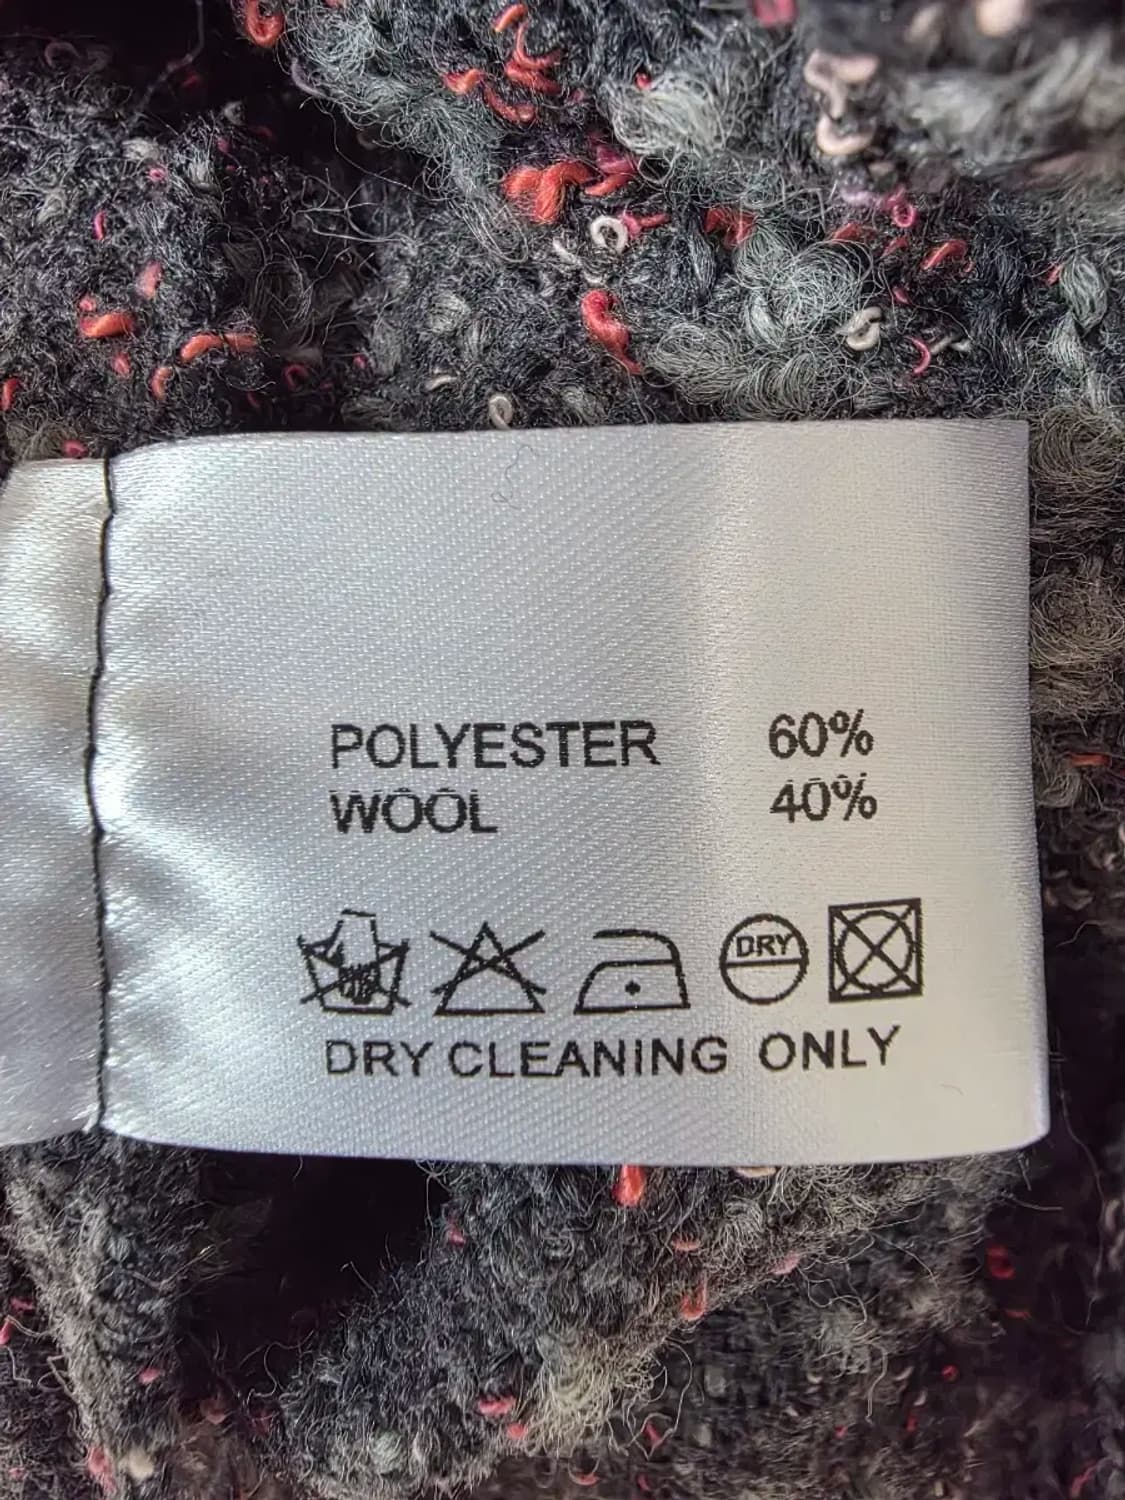 POLYESTER 60%
WOOL 40%
DRY
DRY CLEANING ONLY